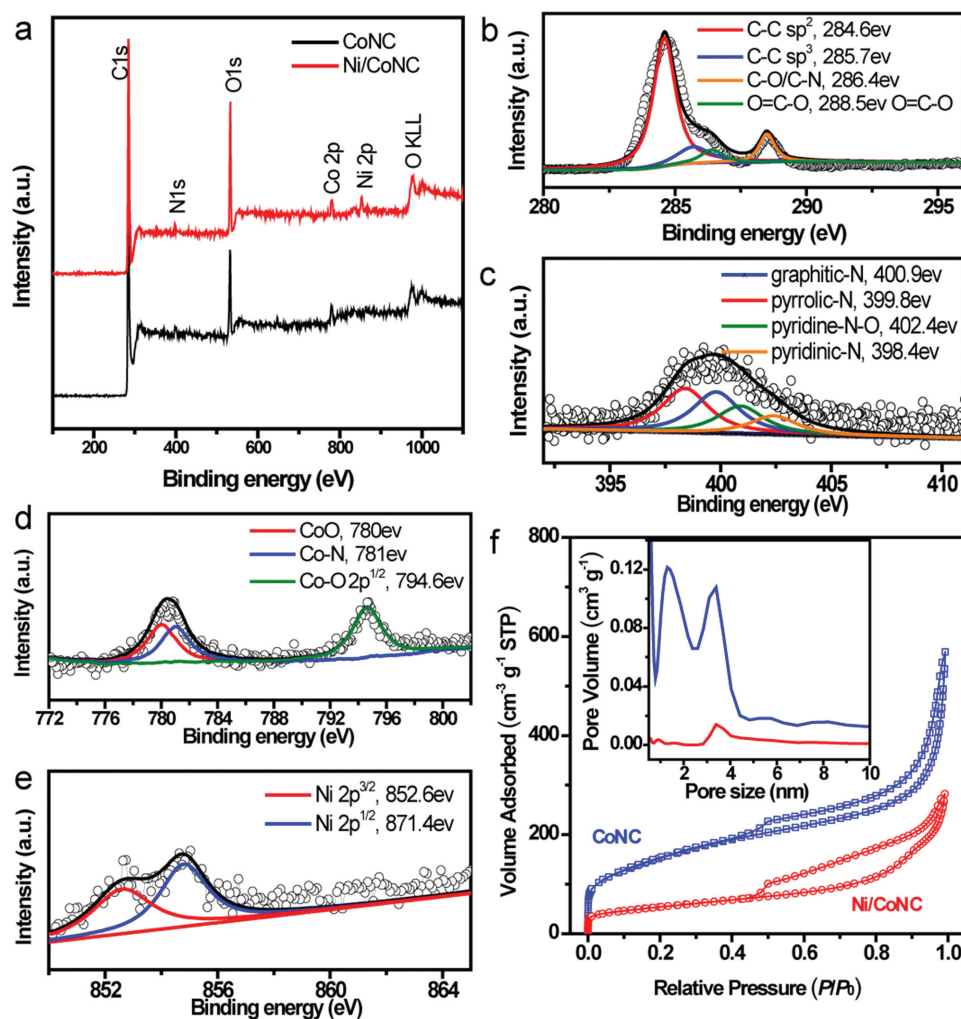 a
CoNC
Ni/CoNC
C1s
N1s
O1s
Co 2p
Ni 2p
O KLL
Intensity (a.u.)
200 400 600 800 1000
Binding energy (eV)
b
C-C sp², 284.6ev
C-C sp³, 285.7ev
C-O/C-N, 286.4ev
O=C-O, 288.5ev O=C-O
Intensity (a.u.)
280 285 290 295
Binding energy (eV)
c
graphitic-N, 400.9ev
pyrrolic-N, 399.8ev
pyridine-N-O, 402.4ev
pyridinic-N, 398.4ev
Intensity (a.u.)
395 400 405 410
Binding energy (eV)
d
CoO, 780ev
Co-N, 781ev
Co-O 2p¹/², 794.6ev
Intensity (a.u.)
772 776 780 784 788 792 796 800
Binding energy (eV)
e
Ni 2p³/², 852.6ev
Ni 2p¹/², 871.4ev
Intensity (a.u.)
852 856 860 864
Binding energy (eV)
f
800
600
400
200
0
Volume Adsorbed (cm⁻³ g⁻¹ STP)
0.12
0.08
0.04
0.00
Pore Volume (cm³ g⁻¹)
2 4 6 8 10
Pore size (nm)
CoNC
Ni/CoNC
0.0 0.2 0.4 0.6 0.8 1.0
Relative Pressure (P/P₀)